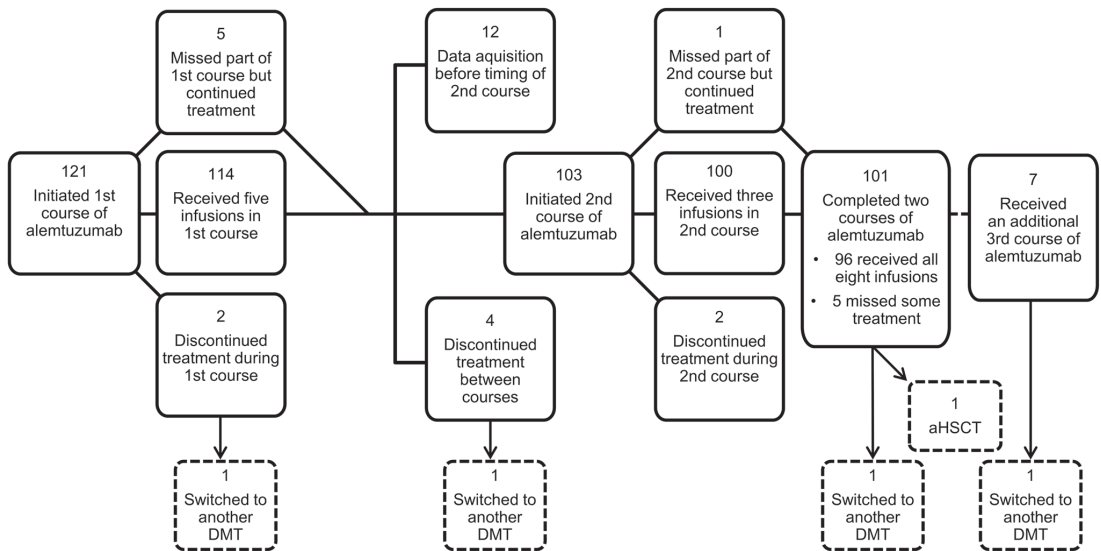 121
Initiated 1st
course of
alemtuzumab
5
Missed part of
1st course but
continued
treatment
114
Received five
infusions in
1st course
2
Discontinued
treatment during
1st course
1
Switched to
another
DMT
12
Data aquisition
before timing of
2nd course
4
Discontinued
treatment
between
courses
1
Switched to
another
DMT
103
Initiated 2nd
course of
alemtuzumab
1
Missed part of
2nd course but
continued
treatment
100
Received three
infusions in
2nd course
2
Discontinued
treatment during
2nd course
101
Completed two
courses of
alemtuzumab
• 96 received all
eight infusions
• 5 missed some
treatment
1
aHSCT
1
Switched to
another
DMT
7
Received
an additional
3rd course of
alemtuzumab
1
Switched to
another
DMT